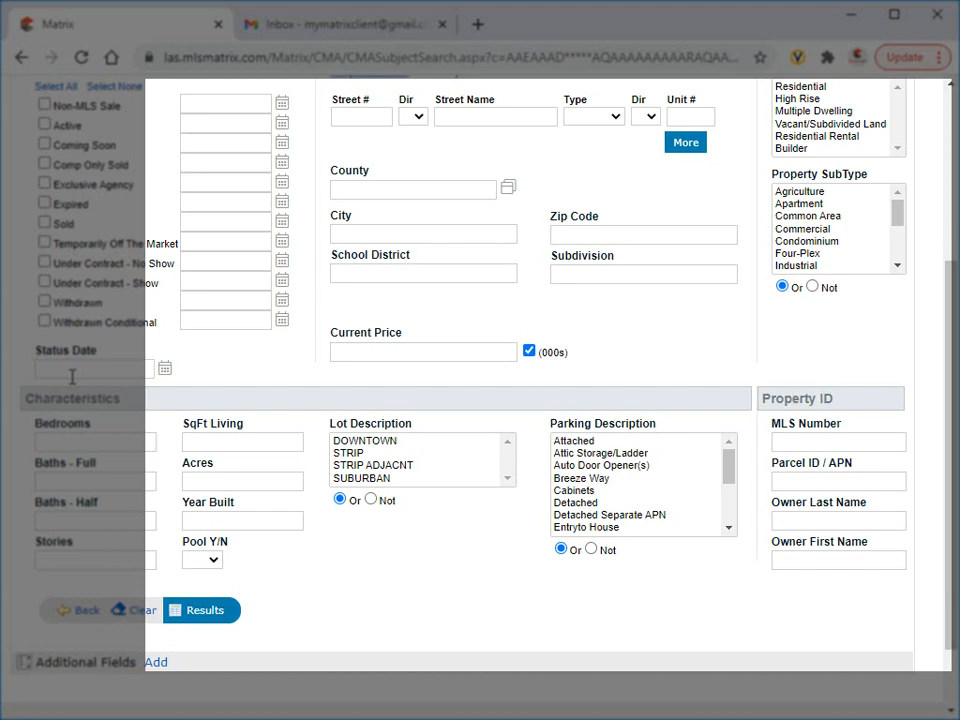 Matrix
Inbox - mymatrixclient@gmail.c
las.mlsmatrix.com/Matrix/CMA/CMASubjectSearch.aspx?c=AAEAAAD*****AQAAAAAAAAARAQAA...
Update
Select All Select None
Non-MLS Sale
Active
Coming Soon
Comp Only Sold
Exclusive Agency
Expired
Sold
Temporarily Off The Market
Under Contract - No Show
Under Contract - Show
Withdrawn
Withdrawn Conditional
Status Date
Street # Dir Street Name Type Dir Unit #
More
County
City Zip Code
School District Subdivision
Current Price
(000s)
Residential
High Rise
Multiple Dwelling
Vacant/Subdivided Land
Residential Rental
Builder
Property SubType
Agriculture
Apartment
Common Area
Commercial
Condominium
Four-Plex
Industrial
Or Not
Characteristics Property ID
Bedrooms
Baths - Full
Baths - Half
Stories
SqFt Living
Acres
Year Built
Pool Y/N
Lot Description
DOWNTOWN
STRIP
STRIP ADJACNT
SUBURBAN
Or Not
Parking Description
Attached
Attic Storage/Ladder
Auto Door Opener(s)
Breeze Way
Cabinets
Detached
Detached Separate APN
Entryto House
Or Not
MLS Number
Parcel ID / APN
Owner Last Name
Owner First Name
Back Clear Results
Additional Fields Add